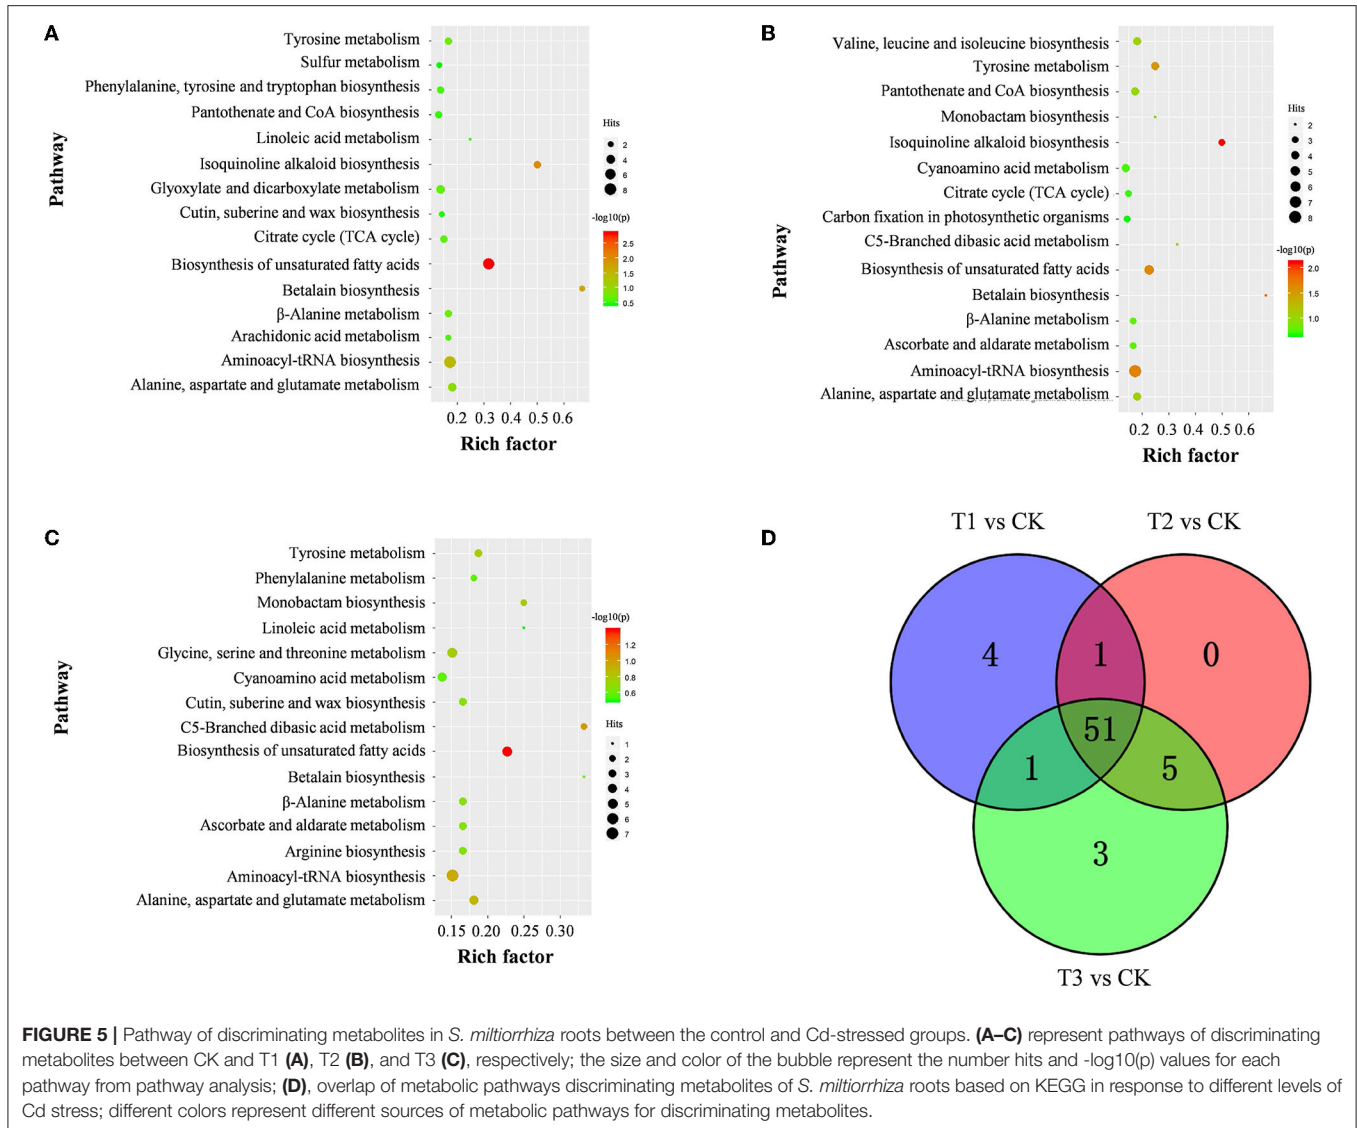 A
Pathway
Tyrosine metabolism
Sulfur metabolism
Phenylalanine, tyrosine and tryptophan biosynthesis
Pantothenate and CoA biosynthesis
Linoleic acid metabolism
Isoquinoline alkaloid biosynthesis
Glyoxylate and dicarboxylate metabolism
Cutin, suberine and wax biosynthesis
Citrate cycle (TCA cycle)
Biosynthesis of unsaturated fatty acids
Betalain biosynthesis
β-Alanine metabolism
Arachidonic acid metabolism
Aminoacyl-tRNA biosynthesis
Alanine, aspartate and glutamate metabolism
0.2 0.3 0.4 0.5 0.6
Rich factor
Hits
2
4
6
8
-log10(p)
2.5
2.0
1.5
1.0
0.5
B
Pathway
Valine, leucine and isoleucine biosynthesis
Tyrosine metabolism
Pantothenate and CoA biosynthesis
Monobactam biosynthesis
Isoquinoline alkaloid biosynthesis
Cyanoamino acid metabolism
Citrate cycle (TCA cycle)
Carbon fixation in photosynthetic organisms
C5-Branched dibasic acid metabolism
Biosynthesis of unsaturated fatty acids
Betalain biosynthesis
β-Alanine metabolism
Ascorbate and aldarate metabolism
Aminoacyl-tRNA biosynthesis
Alanine, aspartate and glutamate metabolism
0.2 0.3 0.4 0.5 0.6
Rich factor
Hits
2
3
4
5
6
7
8
-log10(p)
2.0
1.5
1.0
C
Pathway
Tyrosine metabolism
Phenylalanine metabolism
Monobactam biosynthesis
Linoleic acid metabolism
Glycine, serine and threonine metabolism
Cyanoamino acid metabolism
Cutin, suberine and wax biosynthesis
C5-Branched dibasic acid metabolism
Biosynthesis of unsaturated fatty acids
Betalain biosynthesis
β-Alanine metabolism
Ascorbate and aldarate metabolism
Arginine biosynthesis
Aminoacyl-tRNA biosynthesis
Alanine, aspartate and glutamate metabolism
0.15 0.20 0.25 0.30
Rich factor
-log10(p)
1.2
1.0
0.8
0.6
Hits
1
2
3
4
5
6
7
D
T1 vs CK
T2 vs CK
4
1
0
51
1
5
3
T3 vs CK
FIGURE 5 | Pathway of discriminating metabolites in S. miltiorrhiza roots between the control and Cd-stressed groups. (A–C) represent pathways of discriminating
metabolites between CK and T1 (A), T2 (B), and T3 (C), respectively; the size and color of the bubble represent the number hits and -log10(p) values for each
pathway from pathway analysis; (D), overlap of metabolic pathways discriminating metabolites of S. miltiorrhiza roots based on KEGG in response to different levels of
Cd stress; different colors represent different sources of metabolic pathways for discriminating metabolites.